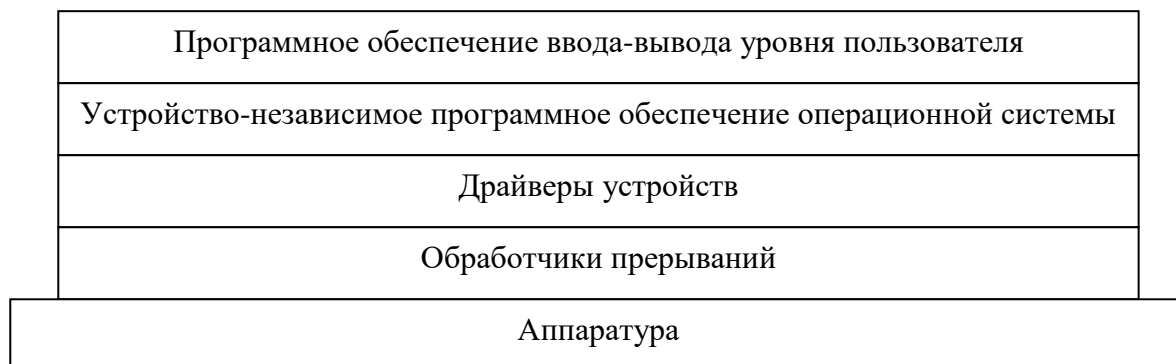 Программное обеспечение ввода-вывода уровня пользователя
Устройство-независимое программное обеспечение операционной системы
Драйверы устройств
Обработчики прерываний
Аппаратура